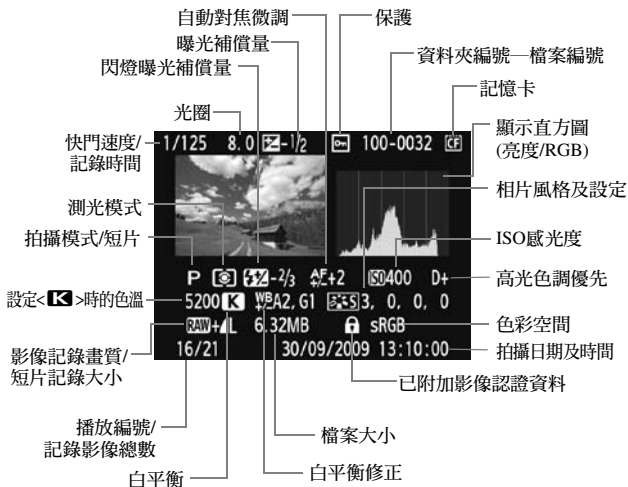 自動對焦微調
保護
曝光補償量
資料夾編號—檔案編號
閃燈曝光補償量
記憶卡
光圈
快門速度/
記錄時間
1/125 8.0 -1/2 100-0032 CF
顯示直方圖
(亮度/RGB)
測光模式
相片風格及設定
拍攝模式/短片
ISO感光度
P -2/3 AF+2 ISO400 D+
高光色調優先
設定<K>時的色溫
5200 K WB A2, G1 S 3, 0, 0, 0
RAW+L 6.32MB sRGB
色彩空間
影像記錄畫質/
短片記錄大小
16/21 30/09/2009 13:10:00
拍攝日期及時間
已附加影像認證資料
播放編號/
記錄影像總數
檔案大小
白平衡
白平衡修正